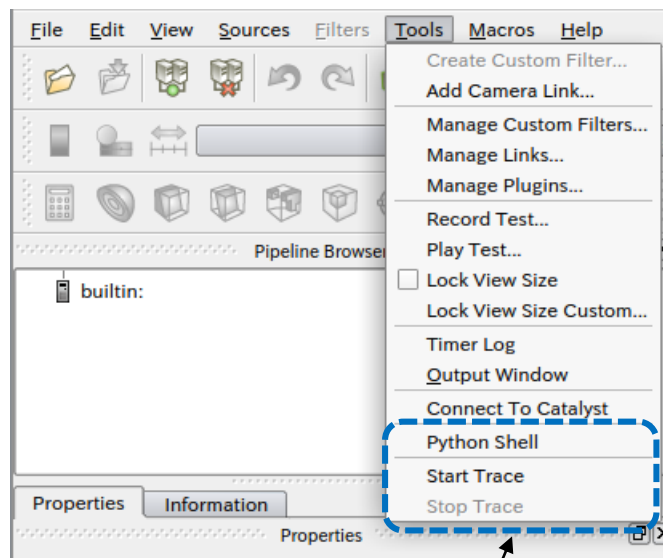 File Edit View Sources Filters Tools Macros Help
Create Custom Filter...
Add Camera Link...
Manage Custom Filters...
Manage Links...
Manage Plugins...
Record Test...
Play Test...
Lock View Size
Lock View Size Custom...
Timer Log
Output Window
Connect To Catalyst
Python Shell
Start Trace
Stop Trace
Pipeline Browser
builtin:
Properties Information
Properties